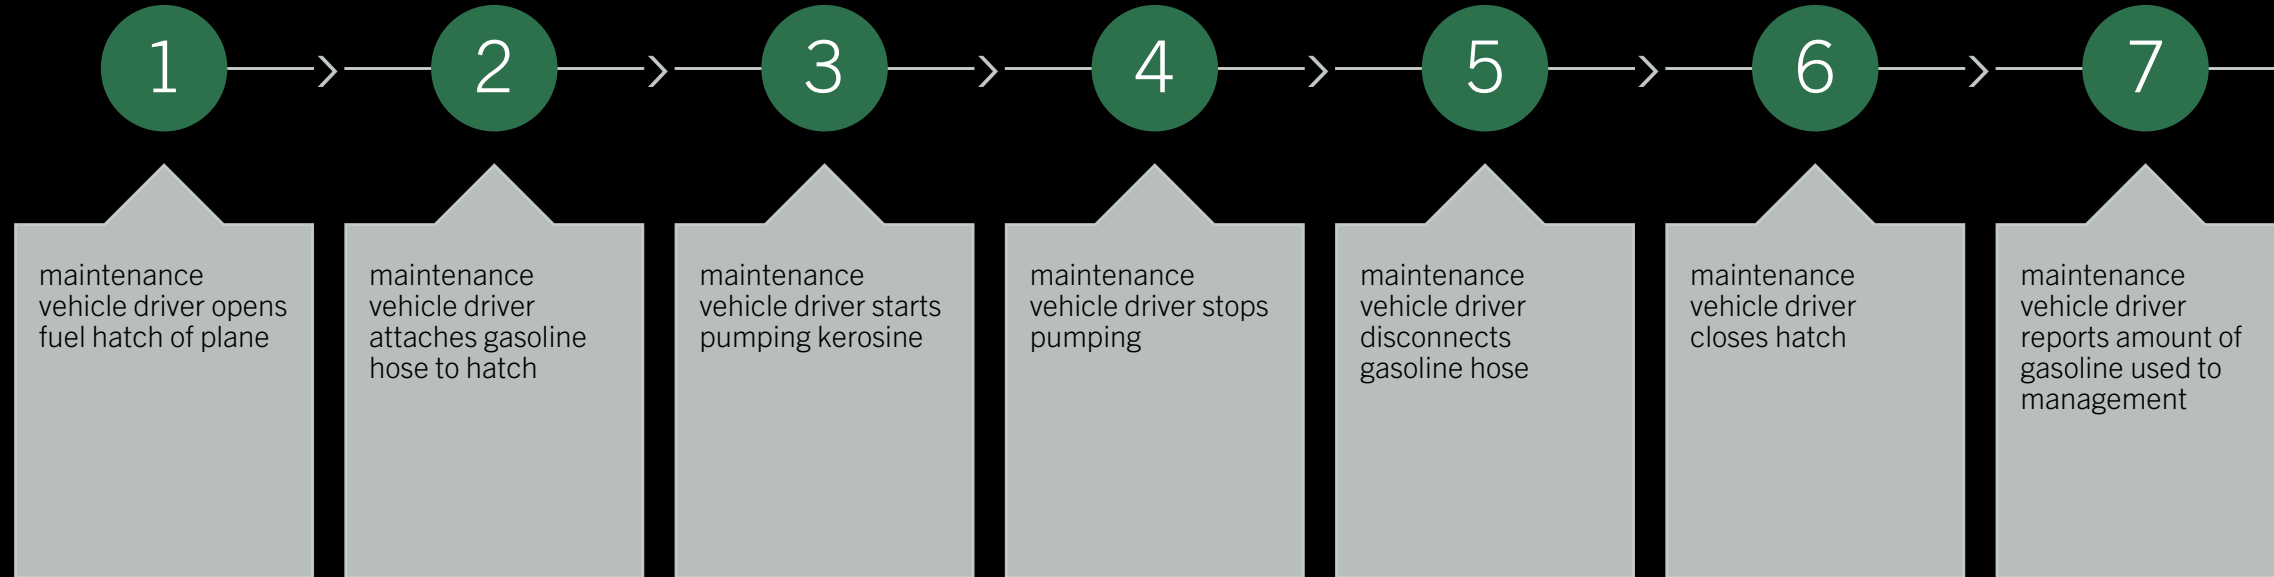 1
2
3
4
5
6
7
maintenance
vehicle driver opens
fuel hatch of plane
maintenance
vehicle driver
attaches gasoline
hose to hatch
maintenance
vehicle driver starts
pumping kerosine
maintenance
vehicle driver stops
pumping
maintenance
vehicle driver
disconnects
gasoline hose
maintenance
vehicle driver
closes hatch
maintenance
vehicle driver
reports amount of
gasoline used to
management